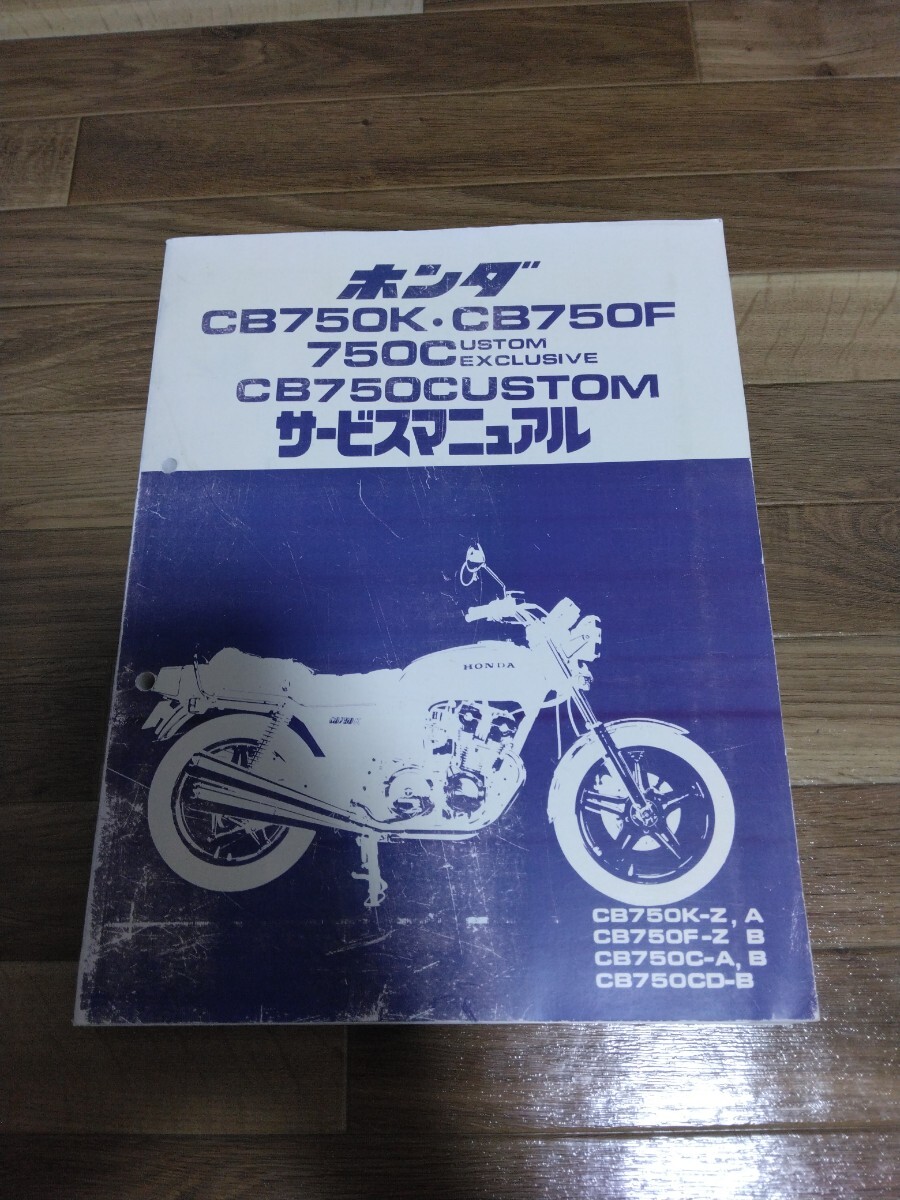 ホンダ
CB750K・CB750F
750CUSTOM
EXCLUSIVE
CB750CUSTOM
サービスマニュアル
HONDA
CB750K-Z, A
CB750F-Z B
CB750C-A, B
CB750CD-B